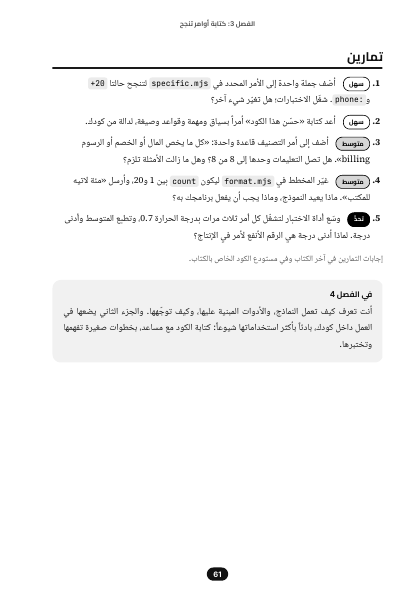 الفصل 3: كتابة أوامر تنجح
تمارين
1. سهل أضف جملة واحدة إلى الأمر المحدد في specific.mjs لتنجح حالتا 20+
و phone:. شغّل الاختبارات؛ هل تغيّر شيء آخر؟
2. سهل أعد كتابة «حسّن هذا الكود» أمراً بسياق ومهمة وقواعد وصيغة، لدالة من كودك.
3. متوسط أضف إلى أمر التصنيف قاعدة واحدة: «كل ما يخص المال أو الخصم أو الرسوم
billing». هل تصل التعليمات وحدها إلى 8 من 8؟ وهل ما زالت الأمثلة تلزم؟
4. متوسط غيّر المخطط في format.mjs ليكون count بين 1 و20، وأرسل «مئة لاتيه
للمكتب». ماذا يعيد النموذج، وماذا يجب أن يفعل برنامجك به؟
5. تحدٍّ وسّع أداة الاختبار لتشغّل كل أمر ثلاث مرات بدرجة الحرارة 0.7، وتطبع المتوسط وأدنى
درجة. لماذا أدنى درجة هي الرقم الأنفع لأمر في الإنتاج؟
إجابات التمارين في آخر الكتاب وفي مستودع الكود الخاص بالكتاب.
في الفصل 4
أنت تعرف كيف تعمل النماذج، والأدوات المبنية عليها، وكيف توجّهها. والجزء الثاني يضعها في
العمل داخل كودك، بادئاً بأكثر استخداماتها شيوعاً: كتابة الكود مع مساعد، بخطوات صغيرة تفهمها
وتختبرها.
61